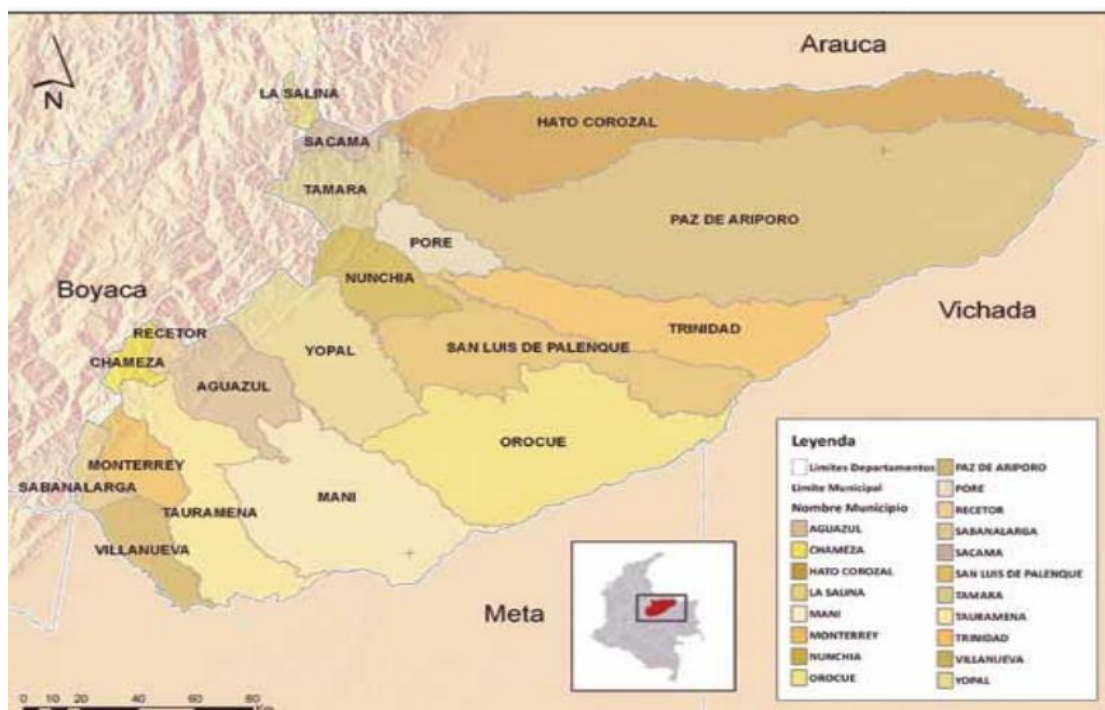 Arauca
N
LA SALINA
HATO COROZAL
SACAMA
TAMARA
PAZ DE ARIPORO
PORE
NUNCHIA
Boyaca
Vichada
RECETOR
TRINIDAD
YOPAL
SAN LUIS DE PALENQUE
CHAMEZA
AGUAZUL
OROCUE
MONTERREY
SABANALARGA
MANI
TAURAMENA
VILLANUEVA
Meta
Leyenda
Limites Departamentos
Limite Municipal
Nombre Municipio
AGUAZUL
CHAMEZA
HATO COROZAL
LA SALINA
MANI
MONTERREY
NUNCHIA
OROCUE
PAZ DE ARIPORO
PORE
RECETOR
SABANALARGA
SACAMA
SAN LUIS DE PALENQUE
TAMARA
TAURAMENA
TRINIDAD
VILLANUEVA
YOPAL
0 10 20 40 60 80